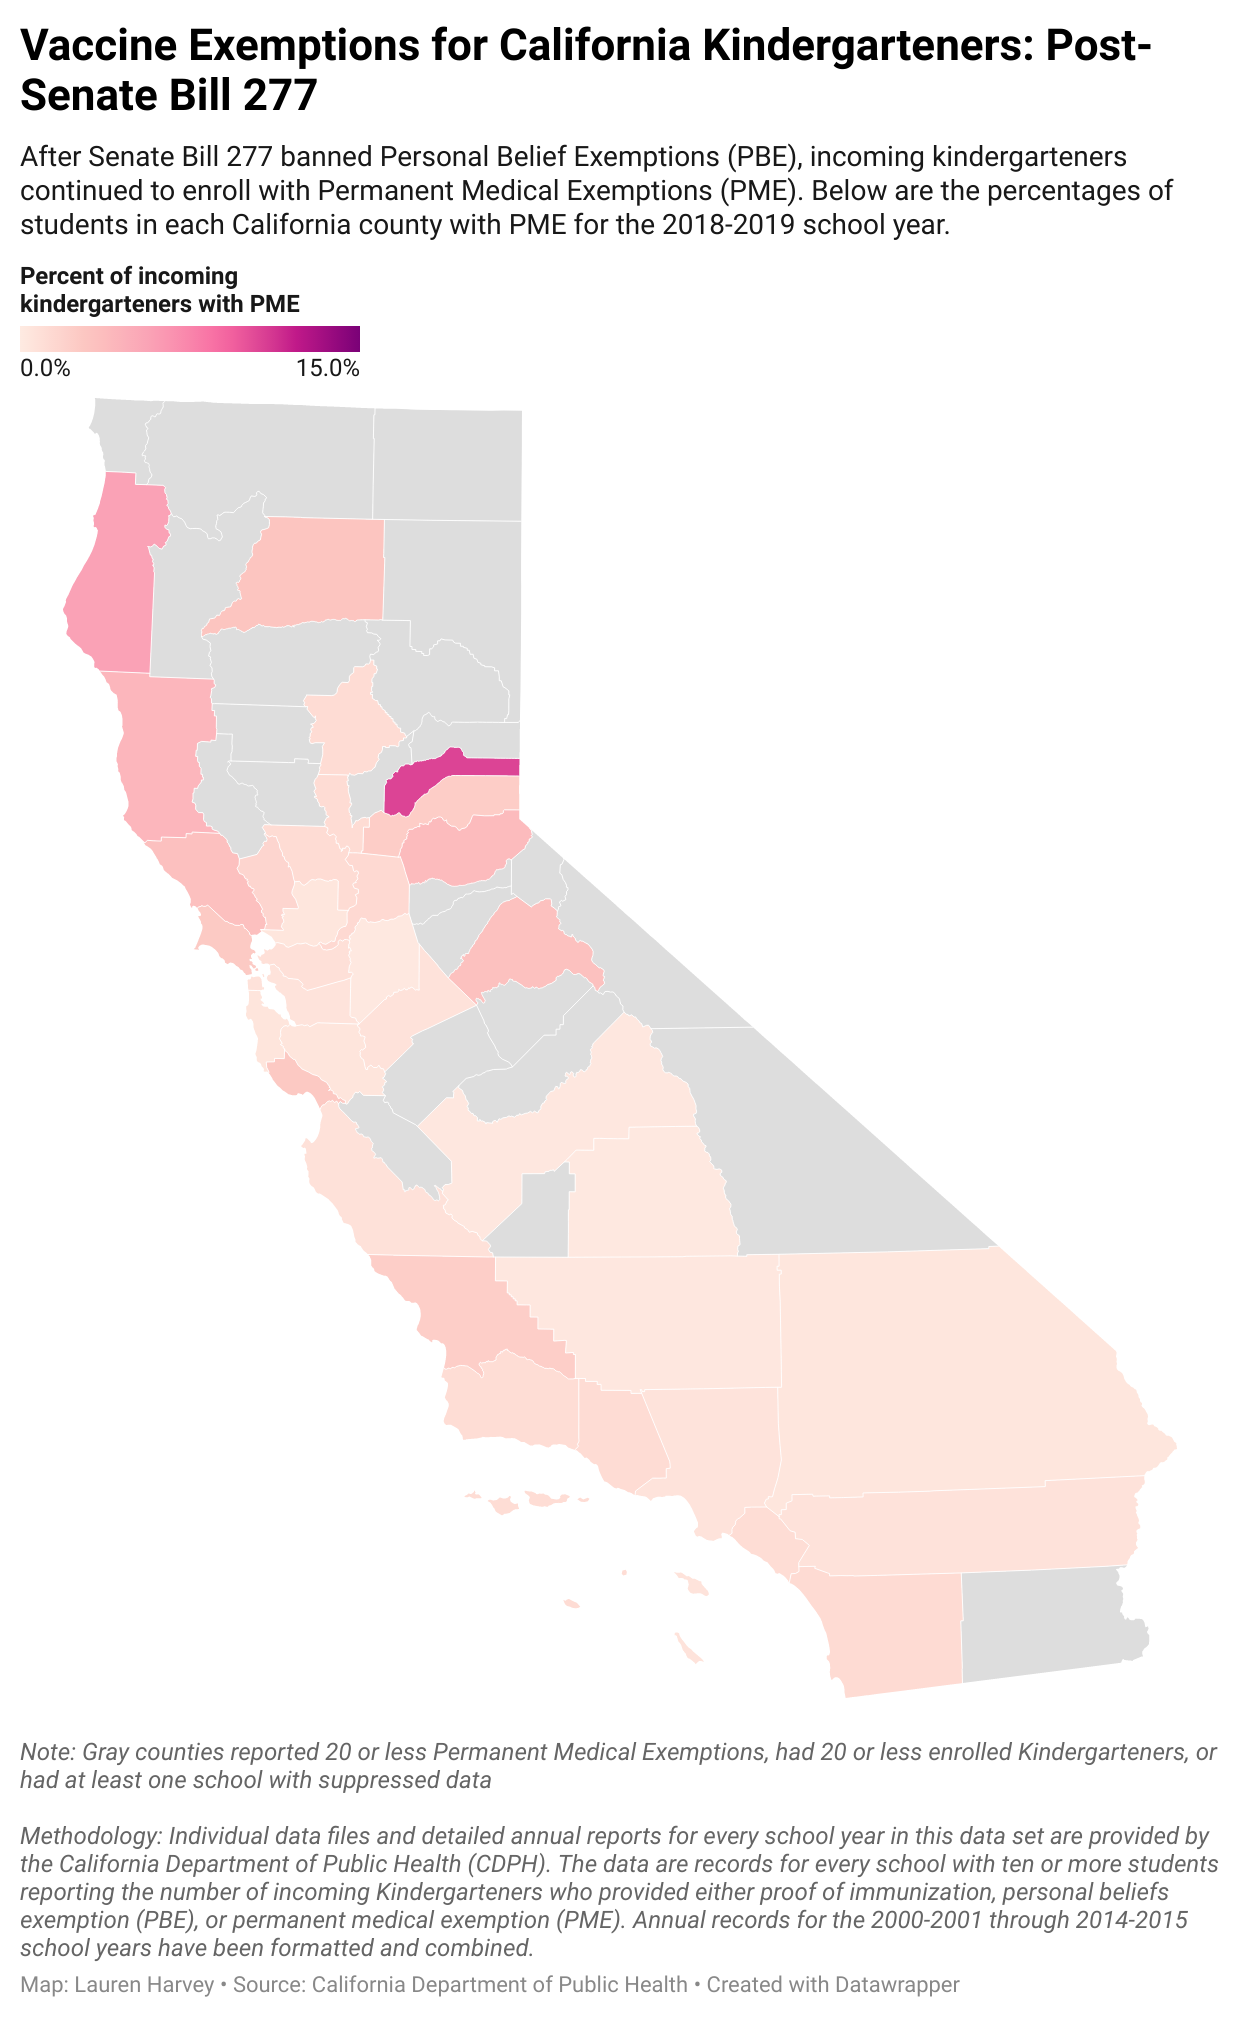 Vaccine Exemptions for California Kindergarteners: Post-
Senate Bill 277
After Senate Bill 277 banned Personal Belief Exemptions (PBE), incoming kindergarteners
continued to enroll with Permanent Medical Exemptions (PME). Below are the percentages of
students in each California county with PME for the 2018-2019 school year.
Percent of incoming
kindergarteners with PME
0.0% 15.0%
Note: Gray counties reported 20 or less Permanent Medical Exemptions, had 20 or less enrolled Kindergarteners, or
had at least one school with suppressed data
Methodology: Individual data files and detailed annual reports for every school year in this data set are provided by
the California Department of Public Health (CDPH). The data are records for every school with ten or more students
reporting the number of incoming Kindergarteners who provided either proof of immunization, personal beliefs
exemption (PBE), or permanent medical exemption (PME). Annual records for the 2000-2001 through 2014-2015
school years have been formatted and combined.
Map: Lauren Harvey • Source: California Department of Public Health • Created with Datawrapper